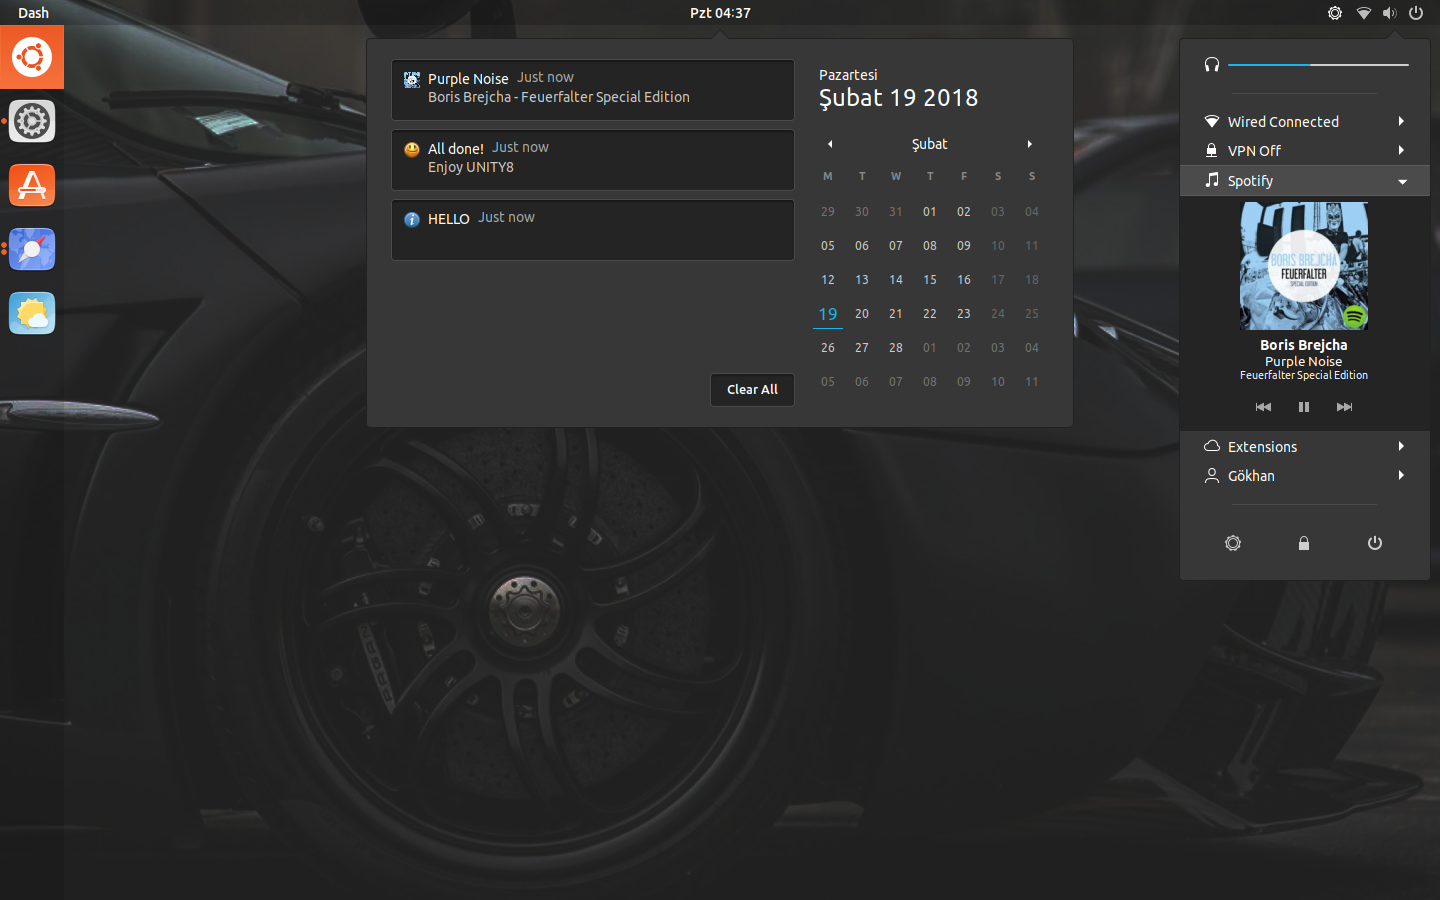 Dash
Pzt 04:37
Purple Noise Just now
Boris Brejcha - Feuerfalter Special Edition
All done! Just now
Enjoy UNITY8
HELLO Just now
Clear All
Pazartesi
Şubat 19 2018
Şubat
M T W T F S S
29 30 31 01 02 03 04
05 06 07 08 09 10 11
12 13 14 15 16 17 18
19 20 21 22 23 24 25
26 27 28 01 02 03 04
05 06 07 08 09 10 11
Wired Connected
VPN Off
Spotify
BORIS BREJCHA
FEUERFALTER
SPECIAL EDITION
Boris Brejcha
Purple Noise
Feuerfalter Special Edition
Extensions
Gökhan